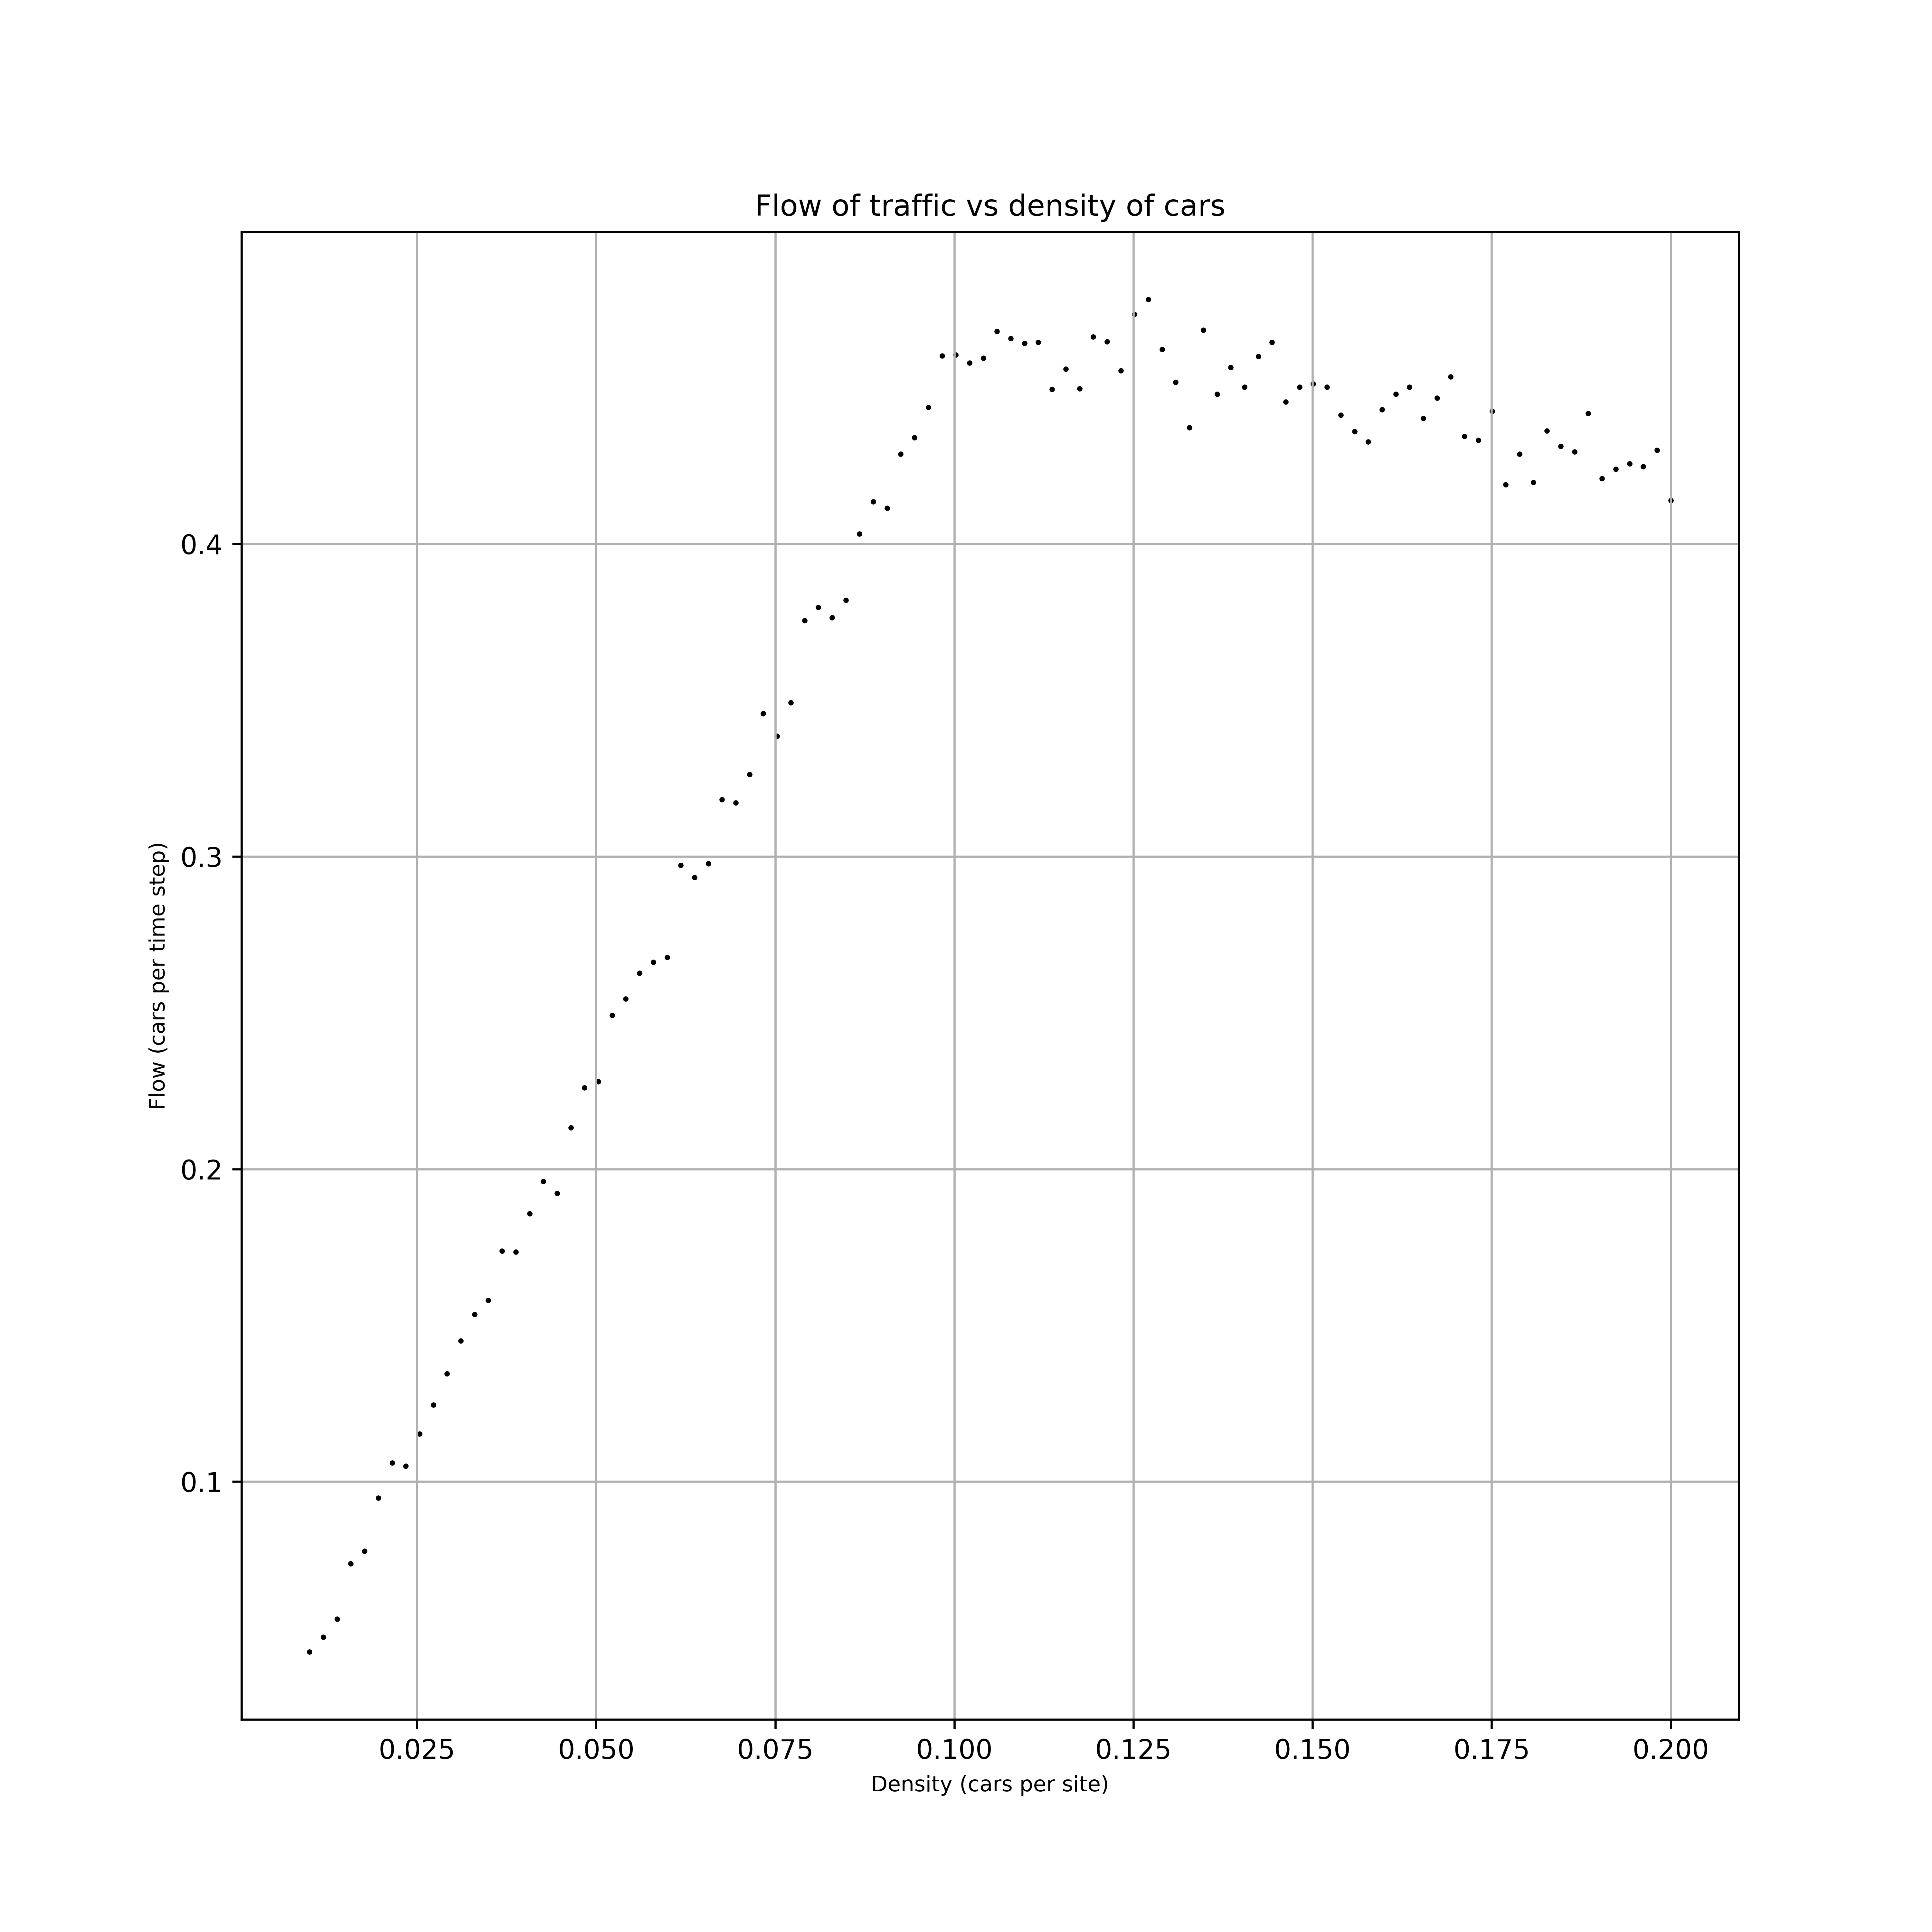 Flow of traffic vs density of cars
Flow (cars per time step)
0.4
0.3
0.2
0.1
0.025 0.050 0.075 0.100 0.125 0.150 0.175 0.200
Density (cars per site)